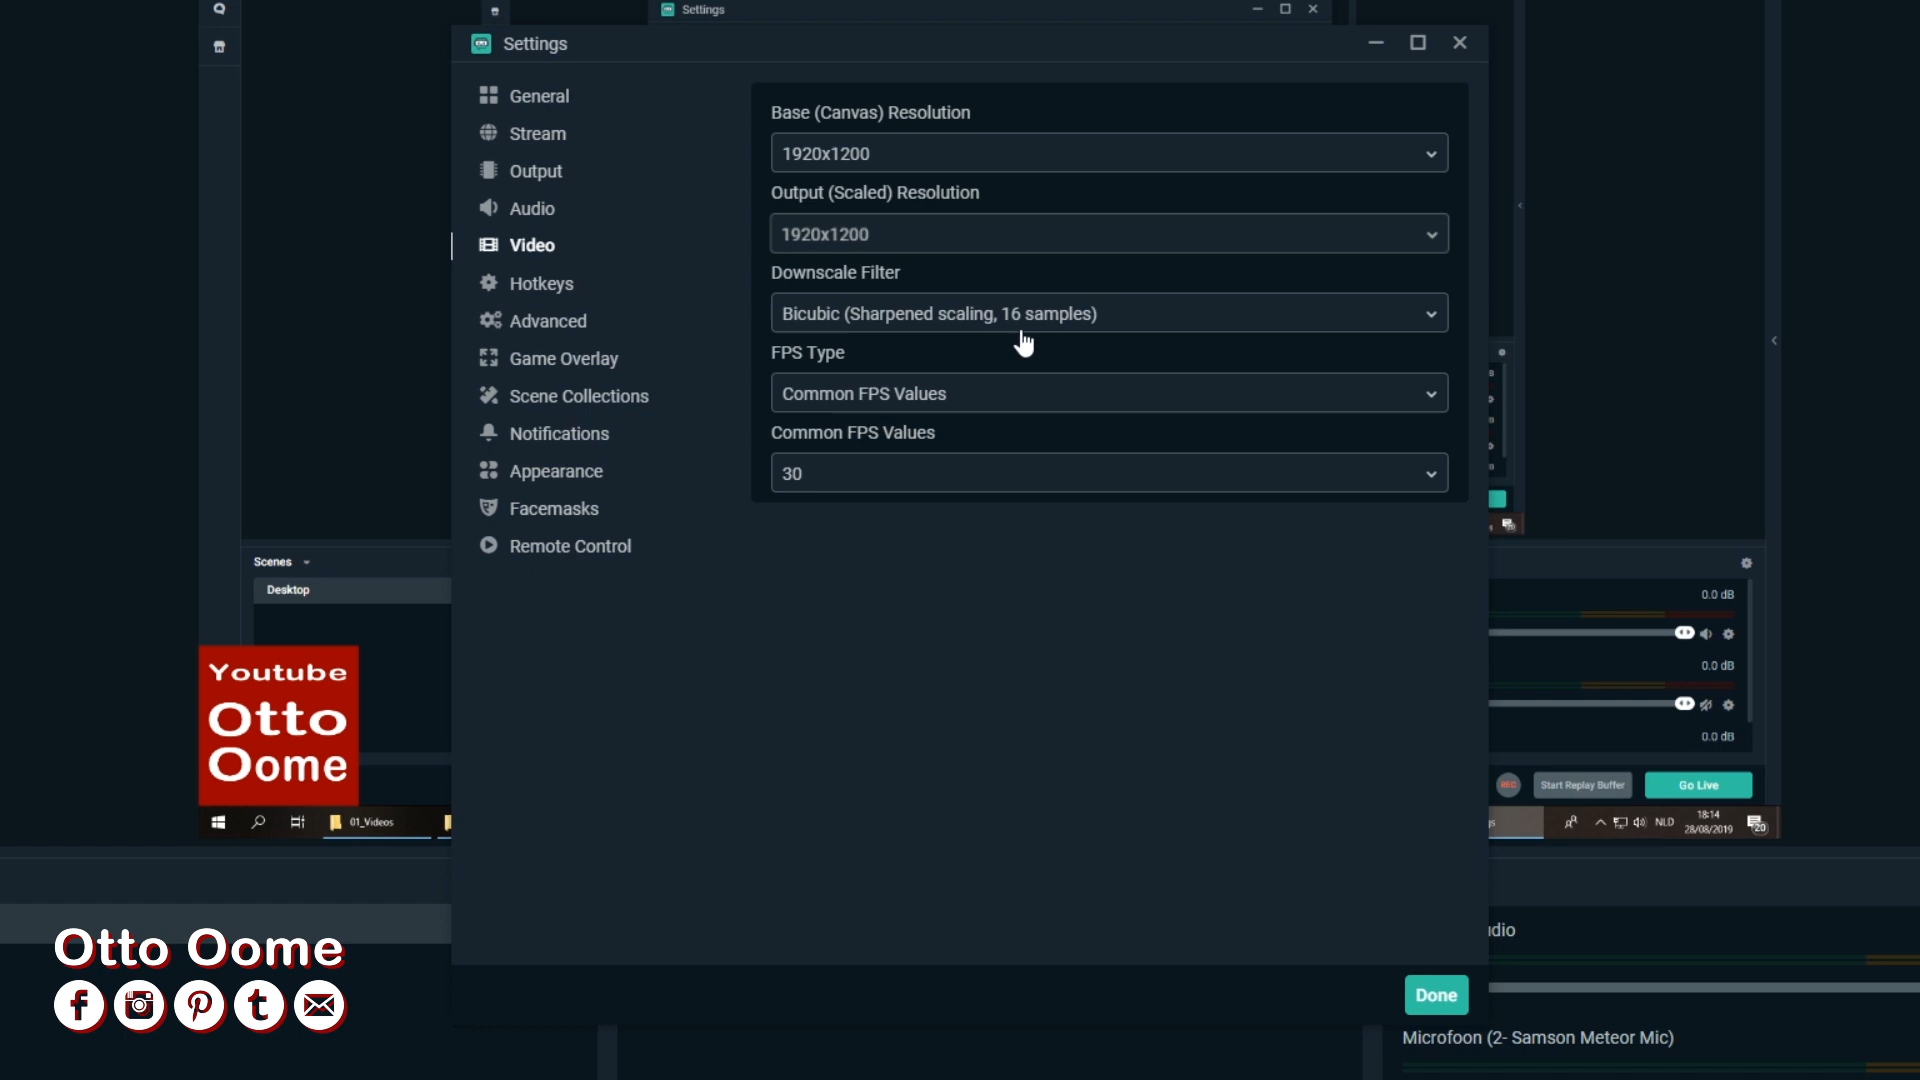 Settings
Settings
General
Stream
Output
Audio
Video
Hotkeys
Advanced
Game Overlay
Scene Collections
Notifications
Appearance
Facemasks
Remote Control
Base (Canvas) Resolution
1920x1200
Output (Scaled) Resolution
1920x1200
Downscale Filter
Bicubic (Sharpened scaling, 16 samples)
FPS Type
Common FPS Values
Common FPS Values
30
Scenes
Desktop
0.0 dB
0.0 dB
0.0 dB
Youtube
Otto
Oome
REC
Start Replay Buffer
Go Live
01_Videos
NLD
18:14
28/08/2019
20
Otto Oome
Done
Microfoon (2- Samson Meteor Mic)